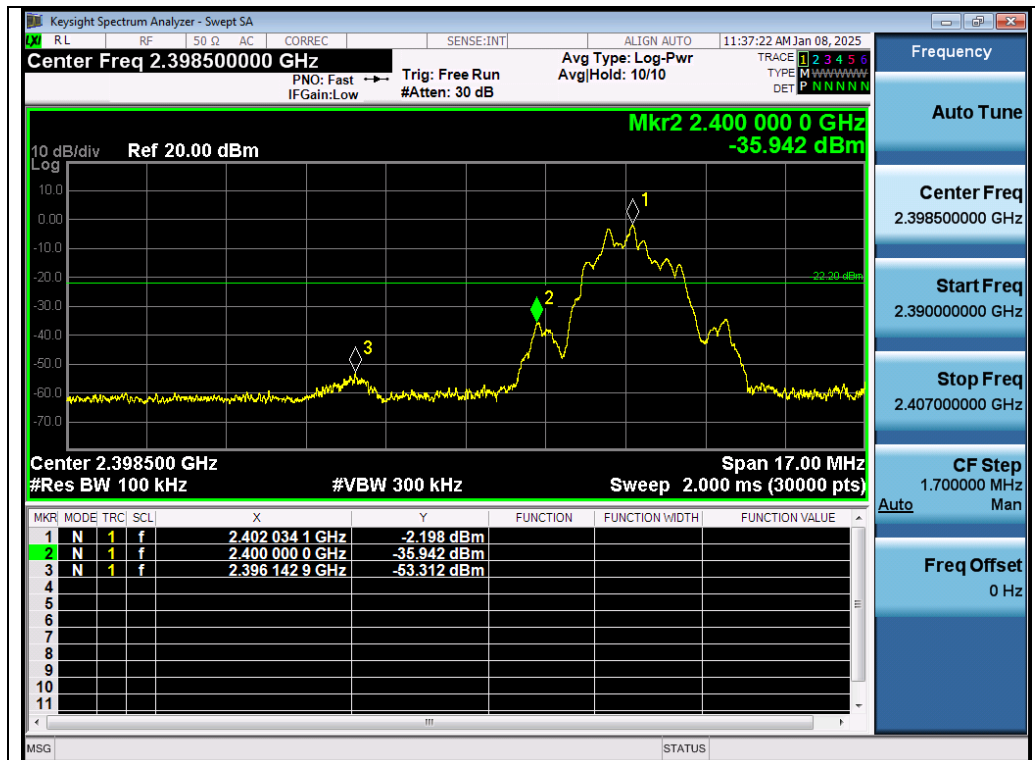 Keysight Spectrum Analyzer - Swept SA
LXI RL RF 50 Ω AC CORREC SENSE:INT ALIGN AUTO 11:37:22 AM Jan 08, 2025
Center Freq 2.398500000 GHz
PNO: Fast
IFGain:Low
Trig: Free Run
#Atten: 30 dB
Avg Type: Log-Pwr
Avg|Hold: 10/10
TRACE 1 2 3 4 5 6
TYPE M WWWWW
DET P N N N N N
Mkr2 2.400 000 0 GHz
-35.942 dBm
10 dB/div Ref 20.00 dBm
Log
10.0
0.00
-10.0
-20.0
-30.0
-40.0
-50.0
-60.0
-70.0
1
2
3
-22.20 dBm
Center 2.398500 GHz Span 17.00 MHz
#Res BW 100 kHz #VBW 300 kHz Sweep 2.000 ms (30000 pts)
MKR MODE TRC SCL X Y FUNCTION FUNCTION WIDTH FUNCTION VALUE
1 N 1 f 2.402 034 1 GHz -2.198 dBm
2 N 1 f 2.400 000 0 GHz -35.942 dBm
3 N 1 f 2.396 142 9 GHz -53.312 dBm
4
5
6
7
8
9
10
11
MSG STATUS
Frequency
Auto Tune
Center Freq
2.398500000 GHz
Start Freq
2.390000000 GHz
Stop Freq
2.407000000 GHz
CF Step
1.700000 MHz
Auto Man
Freq Offset
0 Hz